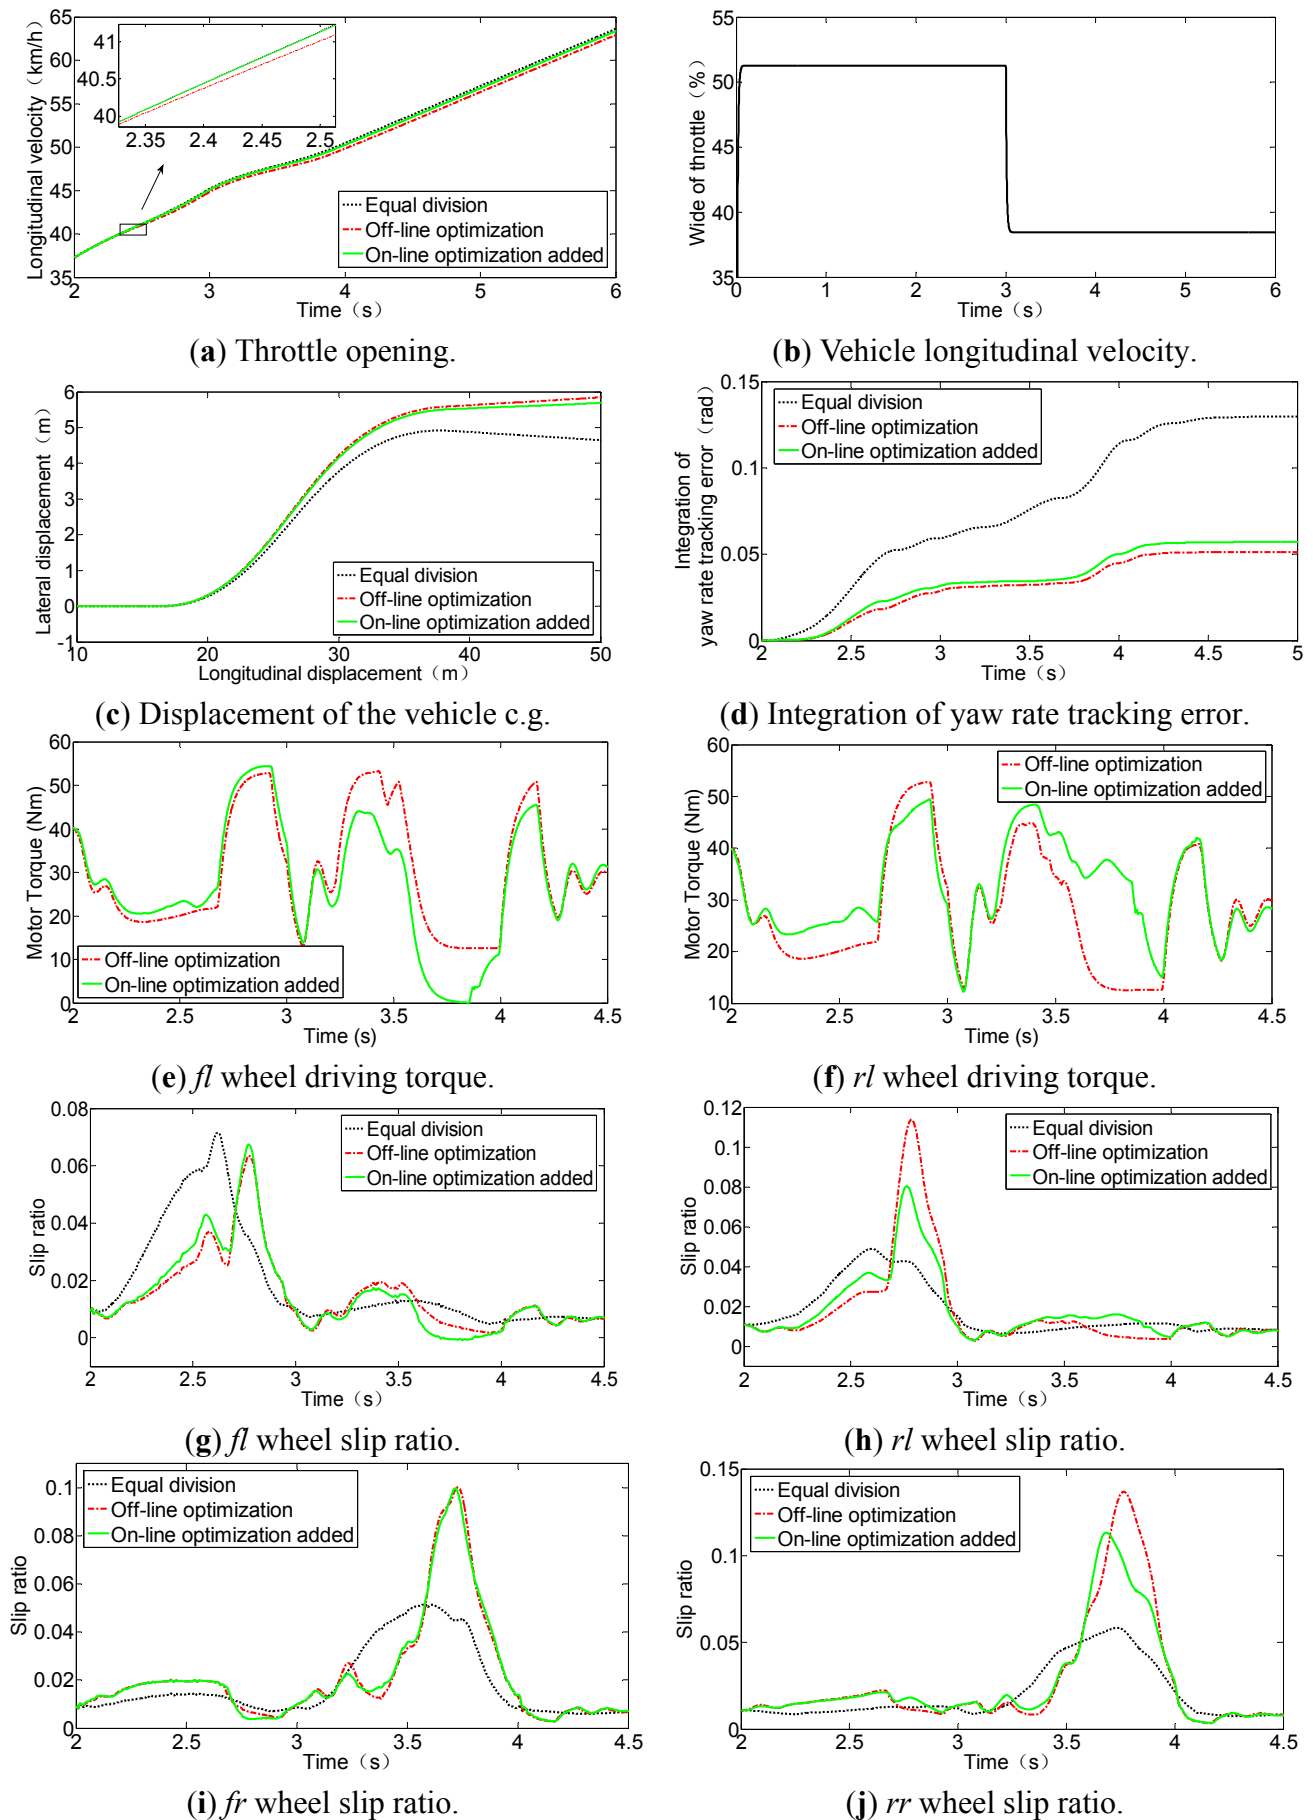 Longitudinal velocity（km/h）
65
60
55
50
45
40
35
41
40.5
40
2.35 2.4 2.45 2.5
Equal division
Off-line optimization
On-line optimization added
2 3 4 5 6
Time（s）
(a) Throttle opening.
Wide of throttle（%）
55
50
45
40
35
0 1 2 3 4 5 6
Time（s）
(b) Vehicle longitudinal velocity.
Lateral displacement（m）
6
5
4
3
2
1
0
-1
Equal division
Off-line optimization
On-line optimization added
10 20 30 40 50
Longitudinal displacement（m）
(c) Displacement of the vehicle c.g.
Integration of
yaw rate tracking error（rad）
0.15
0.1
0.05
0
Equal division
Off-line optimization
On-line optimization added
2 2.5 3 3.5 4 4.5 5
Time（s）
(d) Integration of yaw rate tracking error.
Motor Torque (Nm)
60
50
40
30
20
10
0
Off-line optimization
On-line optimization added
2 2.5 3 3.5 4 4.5
Time (s)
(e) fl wheel driving torque.
Motor Torque (Nm)
60
50
40
30
20
10
Off-line optimization
On-line optimization added
2 2.5 3 3.5 4 4.5
Time (s)
(f) rl wheel driving torque.
Slip ratio
0.08
0.06
0.04
0.02
0
Equal division
Off-line optimization
On-line optimization added
2 2.5 3 3.5 4 4.5
Time（s）
(g) fl wheel slip ratio.
Slip ratio
0.12
0.1
0.08
0.06
0.04
0.02
0
Equal division
Off-line optimization
On-line optimization added
2 2.5 3 3.5 4 4.5
Time（s）
(h) rl wheel slip ratio.
Slip ratio
0.1
0.08
0.06
0.04
0.02
0
Equal division
Off-line optimization
On-line optimization added
2 2.5 3 3.5 4 4.5
Time（s）
(i) fr wheel slip ratio.
Slip ratio
0.15
0.1
0.05
0
Equal division
Off-line optimization
On-line optimization added
2 2.5 3 3.5 4 4.5
Time（s）
(j) rr wheel slip ratio.